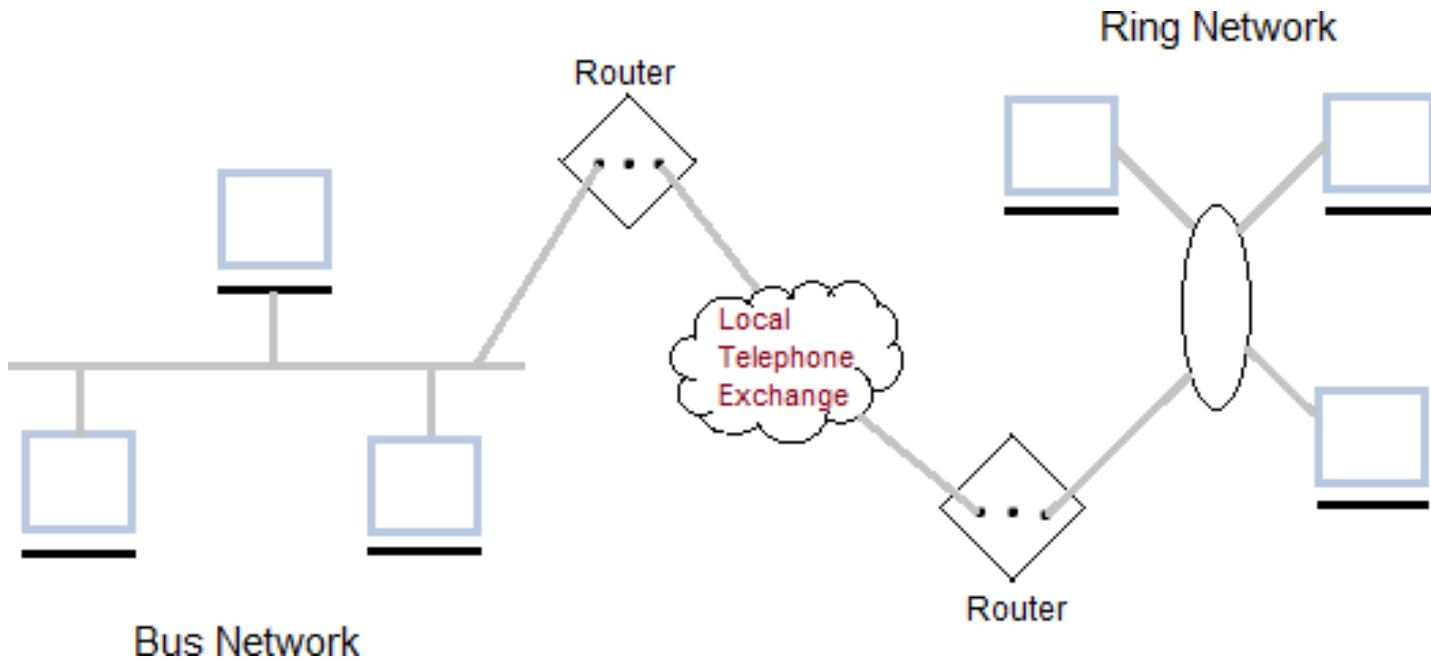 Ring Network
Router
Local
Telephone
Exchange
Router
Bus Network